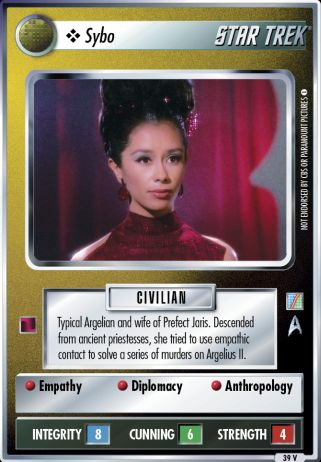 ❖ Sybo
STAR TREK
NOT ENDORSED BY CBS OR PARAMOUNT PICTURES
CIVILIAN
Typical Argelian and wife of Prefect Jaris. Descended
from ancient priestesses, she tried to use empathic
contact to solve a series of murders on Argelius II.
Empathy Diplomacy Anthropology
INTEGRITY 8 CUNNING 6 STRENGTH 4
39 V